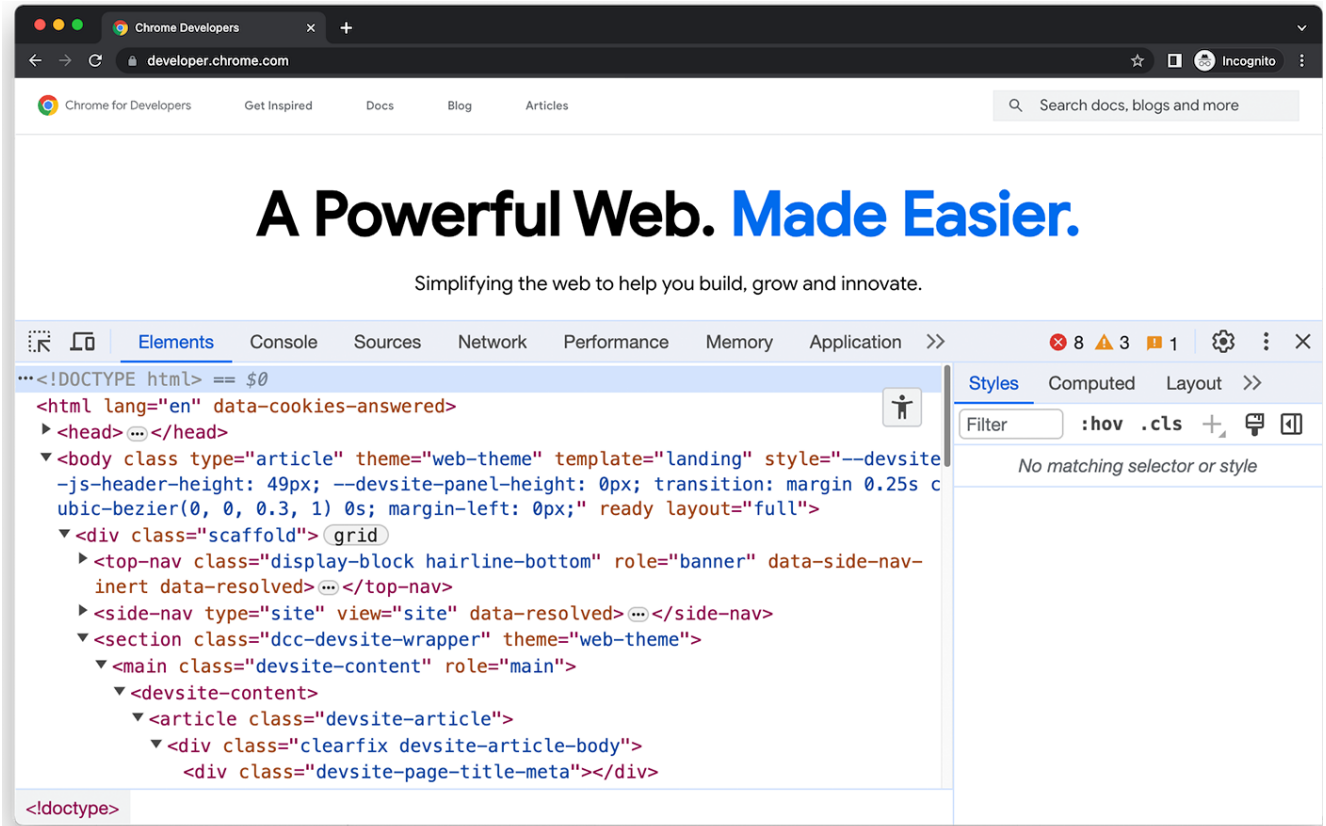 Chrome Developers
developer.chrome.com
Incognito
Chrome for Developers Get Inspired Docs Blog Articles Search docs, blogs and more
A Powerful Web. Made Easier.
Simplifying the web to help you build, grow and innovate.
Elements Console Sources Network Performance Memory Application 8 3 1
<!DOCTYPE html> == $0
<html lang="en" data-cookies-answered>
<head> … </head>
<body class type="article" theme="web-theme" template="landing" style="--devsite
-js-header-height: 49px; --devsite-panel-height: 0px; transition: margin 0.25s c
ubic-bezier(0, 0, 0.3, 1) 0s; margin-left: 0px;" ready layout="full">
<div class="scaffold"> grid
<top-nav class="display-block hairline-bottom" role="banner" data-side-nav-
inert data-resolved> … </top-nav>
<side-nav type="site" view="site" data-resolved> … </side-nav>
<section class="dcc-devsite-wrapper" theme="web-theme">
<main class="devsite-content" role="main">
<devsite-content>
<article class="devsite-article">
<div class="clearfix devsite-article-body">
<div class="devsite-page-title-meta"></div>
<!doctype>
Styles Computed Layout
Filter :hov .cls
No matching selector or style